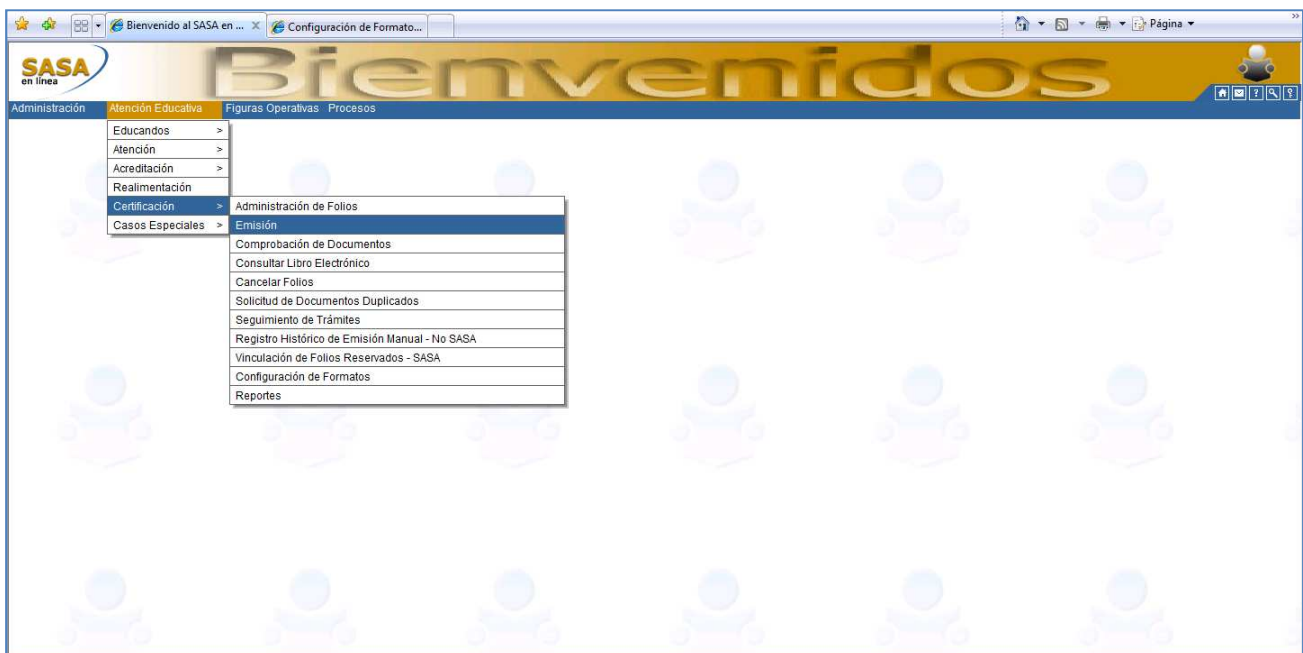 Bienvenido al SASA en ... Configuración de Formato... Página
SASA
en línea
Bienvenidos
Administración Atención Educativa Figuras Operativas Procesos
Educandos >
Atención >
Acreditación >
Realimentación
Certificación >
Casos Especiales >
Administración de Folios
Emisión
Comprobación de Documentos
Consultar Libro Electrónico
Cancelar Folios
Solicitud de Documentos Duplicados
Seguimiento de Trámites
Registro Histórico de Emisión Manual - No SASA
Vinculación de Folios Reservados - SASA
Configuración de Formatos
Reportes